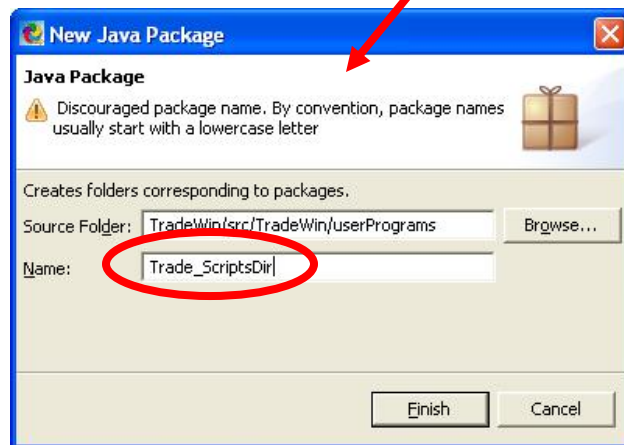 New Java Package
Java Package
Discouraged package name. By convention, package names
usually start with a lowercase letter
Creates folders corresponding to packages.
Source Folder: TradeWin/src/TradeWin/userPrograms Browse...
Name: Trade_ScriptsDir
Finish Cancel